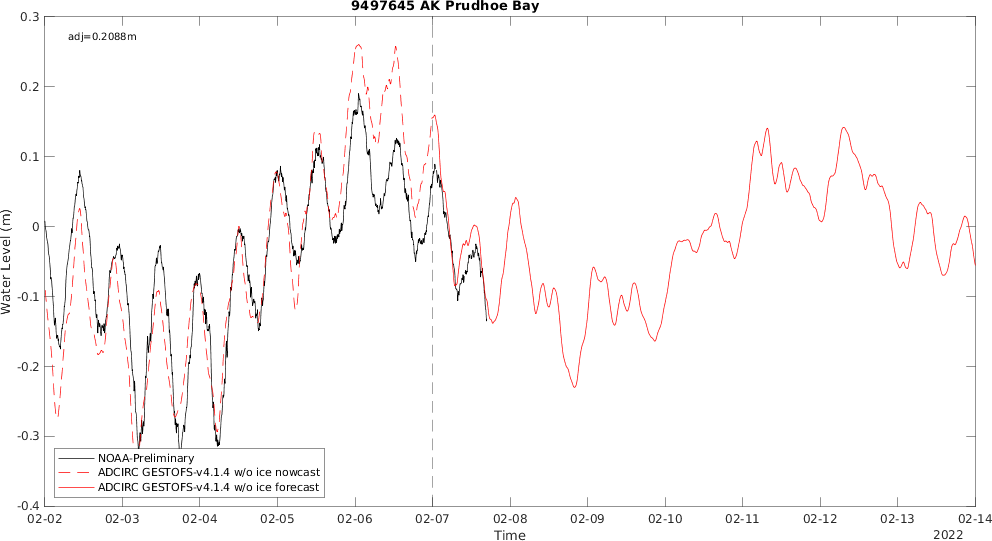 9497645 AK Prudhoe Bay
adj=0.2088m
0.3
0.2
0.1
0
-0.1
-0.2
-0.3
-0.4
Water Level (m)
NOAA-Preliminary
ADCIRC GESTOFS-v4.1.4 w/o ice nowcast
ADCIRC GESTOFS-v4.1.4 w/o ice forecast
02-02 02-03 02-04 02-05 02-06 02-07 02-08 02-09 02-10 02-11 02-12 02-13 02-14
Time
2022